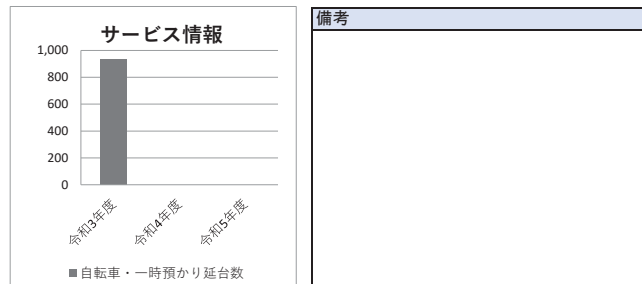 サービス情報
1,000
800
600
400
200
0
令和3年度
令和4年度
令和5年度
■自転車・一時預かり延台数
備考